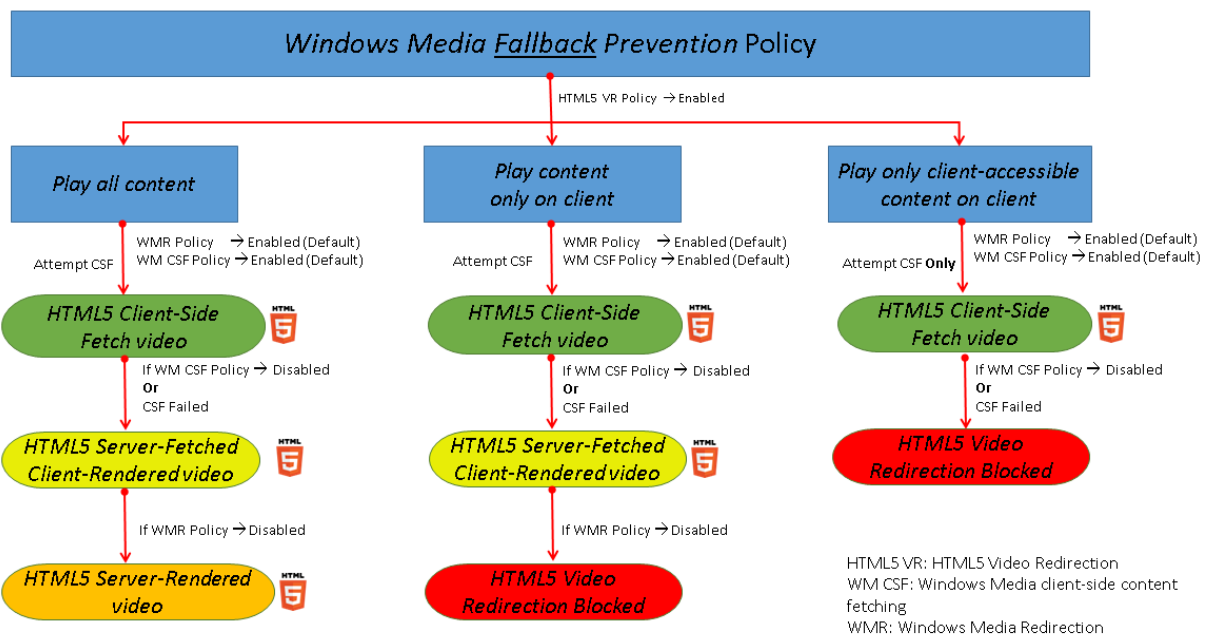 Windows Media Fallback Prevention Policy
HTML5 VR Policy → Enabled
Play all content
WMR Policy → Enabled (Default)
WM CSF Policy → Enabled (Default)
Attempt CSF
HTML5 Client-Side
Fetch video
HTML
5
If WM CSF Policy → Disabled
Or
CSF Failed
HTML5 Server-Fetched
Client-Rendered video
HTML
5
If WMR Policy → Disabled
HTML5 Server-Rendered
video
HTML
5
Play content
only on client
WMR Policy → Enabled (Default)
WM CSF Policy → Enabled (Default)
Attempt CSF
HTML5 Client-Side
Fetch video
HTML
5
If WM CSF Policy → Disabled
Or
CSF Failed
HTML5 Server-Fetched
Client-Rendered video
HTML
5
If WMR Policy → Disabled
HTML5 Video
Redirection Blocked
Play only client-accessible
content on client
WMR Policy → Enabled (Default)
WM CSF Policy → Enabled (Default)
Attempt CSF Only
HTML5 Client-Side
Fetch video
HTML
5
If WM CSF Policy → Disabled
Or
CSF Failed
HTML5 Video
Redirection Blocked
HTML5 VR: HTML5 Video Redirection
WM CSF: Windows Media client-side content
fetching
WMR: Windows Media Redirection